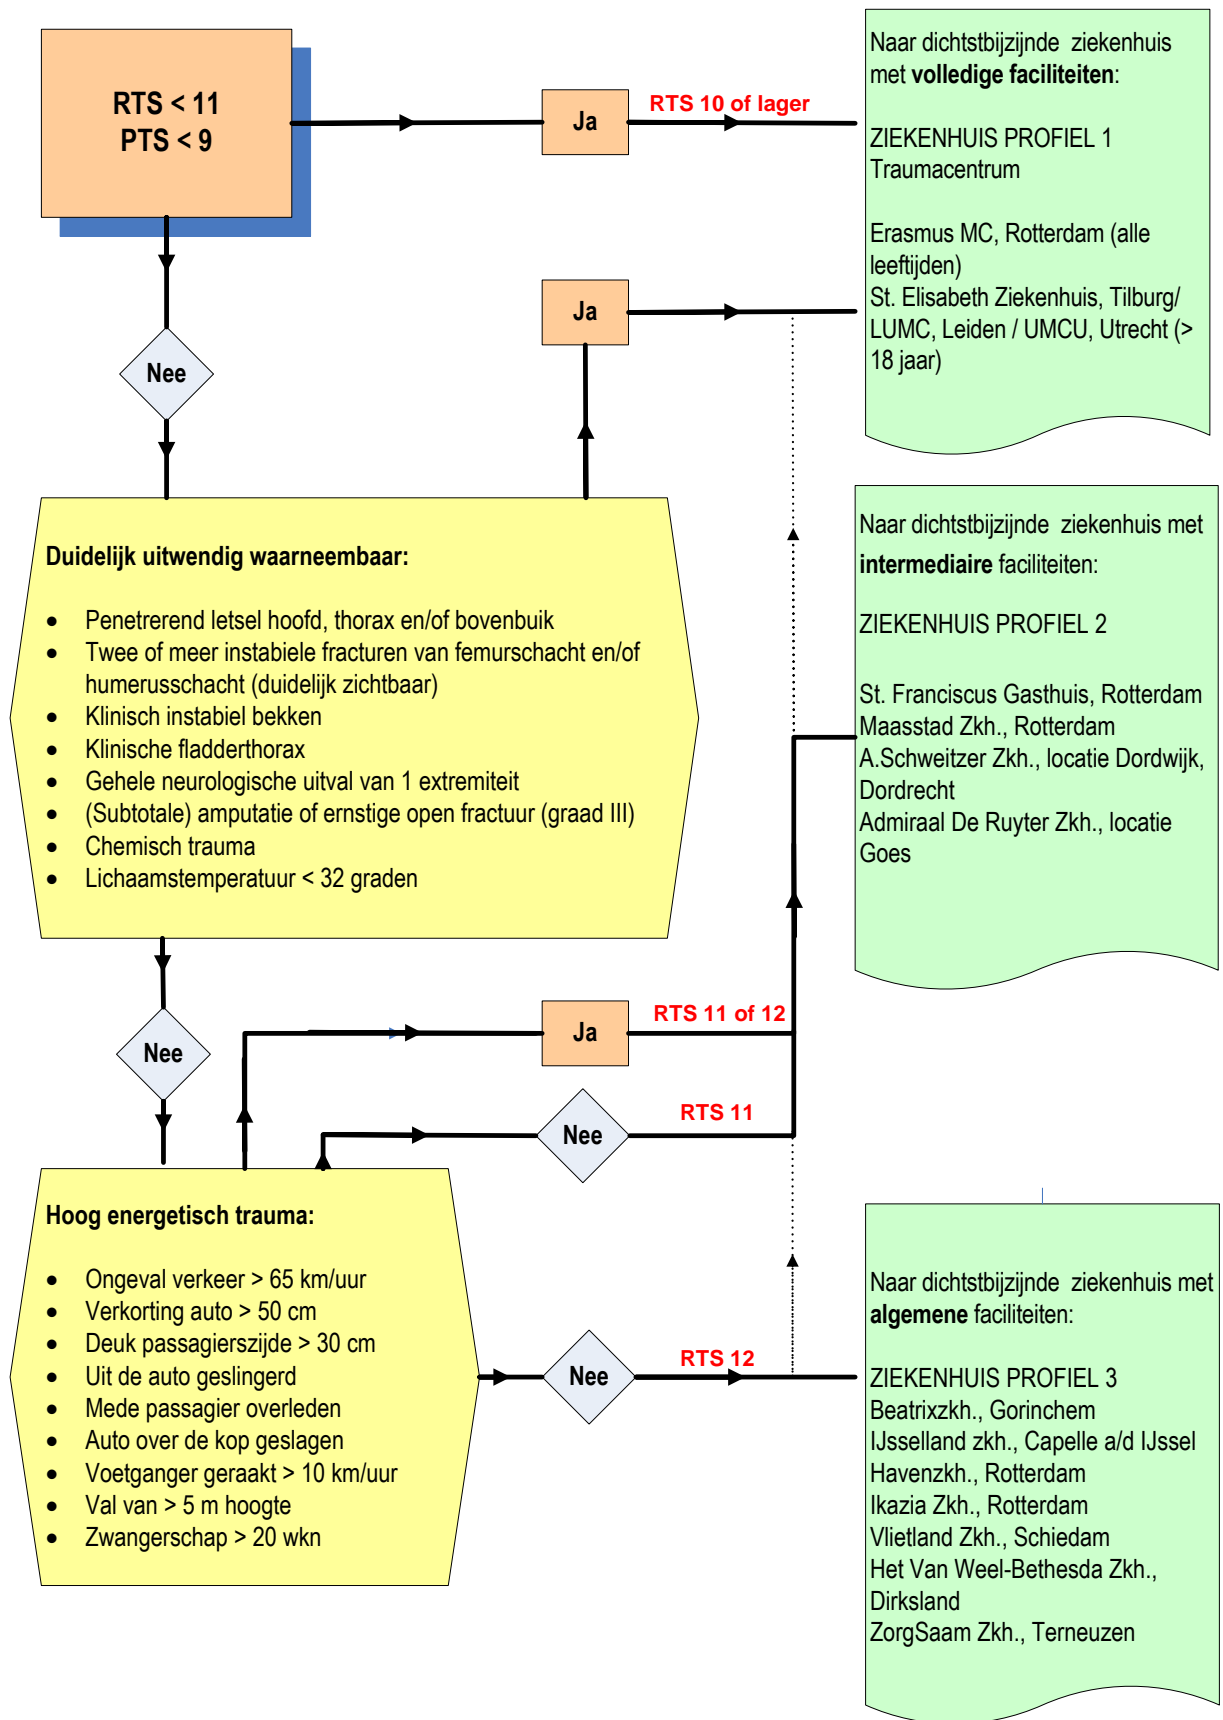 RTS < 11
PTS < 9
Ja
RTS 10 of lager
Naar dichtstbijzijnde ziekenhuis
met volledige faciliteiten:
ZIEKENHUIS PROFIEL 1
Traumacentrum
Erasmus MC, Rotterdam (alle
leeftijden)
St. Elisabeth Ziekenhuis, Tilburg/
LUMC, Leiden / UMCU, Utrecht (>
18 jaar)
Ja
Nee
Duidelijk uitwendig waarneembaar:
• Penetrerend letsel hoofd, thorax en/of bovenbuik
• Twee of meer instabiele fracturen van femurschacht en/of
humerusschacht (duidelijk zichtbaar)
• Klinisch instabiel bekken
• Klinische fladderthorax
• Gehele neurologische uitval van 1 extremiteit
• (Subtotale) amputatie of ernstige open fractuur (graad III)
• Chemisch trauma
• Lichaamstemperatuur < 32 graden
Naar dichtstbijzijnde ziekenhuis met
intermediaire faciliteiten:
ZIEKENHUIS PROFIEL 2
St. Franciscus Gasthuis, Rotterdam
Maasstad Zkh., Rotterdam
A.Schweitzer Zkh., locatie Dordwijk,
Dordrecht
Admiraal De Ruyter Zkh., locatie
Goes
Nee
Ja
RTS 11 of 12
Nee
RTS 11
Hoog energetisch trauma:
• Ongeval verkeer > 65 km/uur
• Verkorting auto > 50 cm
• Deuk passagierszijde > 30 cm
• Uit de auto geslingerd
• Mede passagier overleden
• Auto over de kop geslagen
• Voetganger geraakt > 10 km/uur
• Val van > 5 m hoogte
• Zwangerschap > 20 wkn
Nee
RTS 12
Naar dichtstbijzijnde ziekenhuis met
algemene faciliteiten:
ZIEKENHUIS PROFIEL 3
Beatrixzkh., Gorinchem
IJsselland zkh., Capelle a/d IJssel
Havenzkh., Rotterdam
Ikazia Zkh., Rotterdam
Vlietland Zkh., Schiedam
Het Van Weel-Bethesda Zkh.,
Dirksland
ZorgSaam Zkh., Terneuzen